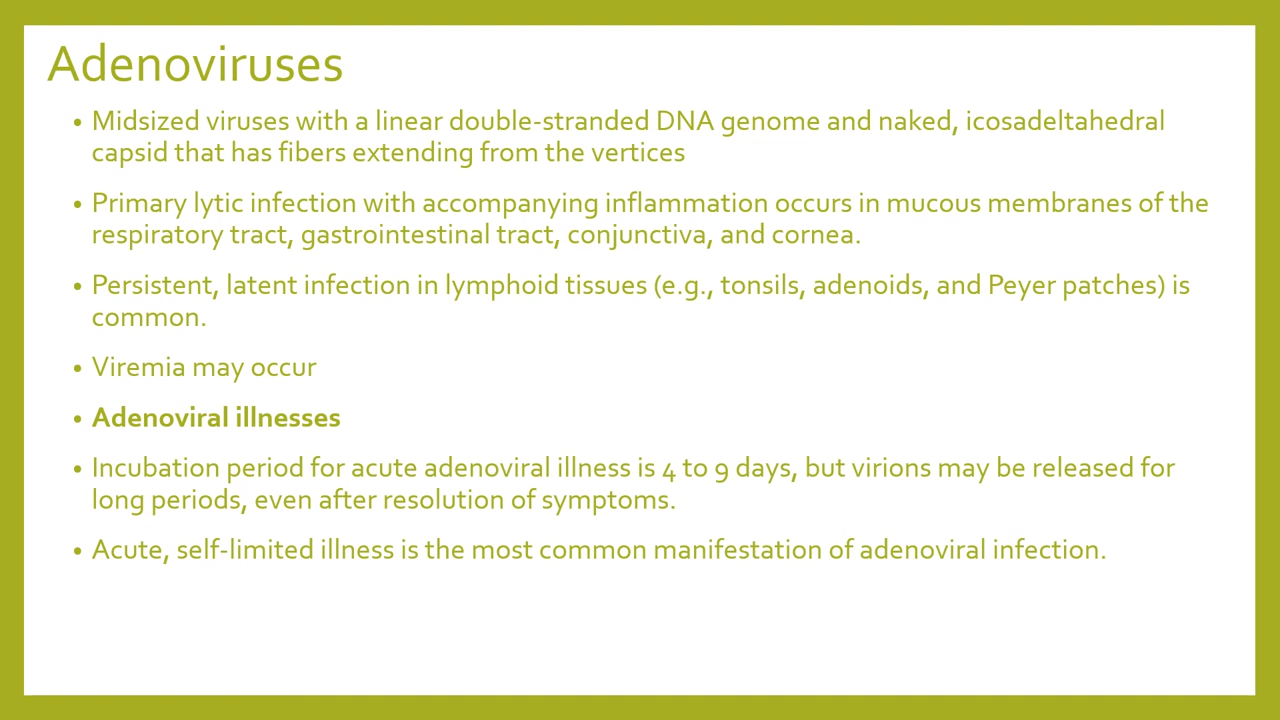 Adenoviruses
• Midsized viruses with a linear double-stranded DNA genome and naked, icosadeltahedral
capsid that has fibers extending from the vertices
• Primary lytic infection with accompanying inflammation occurs in mucous membranes of the
respiratory tract, gastrointestinal tract, conjunctiva, and cornea.
• Persistent, latent infection in lymphoid tissues (e.g., tonsils, adenoids, and Peyer patches) is
common.
• Viremia may occur
• Adenoviral illnesses
• Incubation period for acute adenoviral illness is 4 to 9 days, but virions may be released for
long periods, even after resolution of symptoms.
• Acute, self-limited illness is the most common manifestation of adenoviral infection.